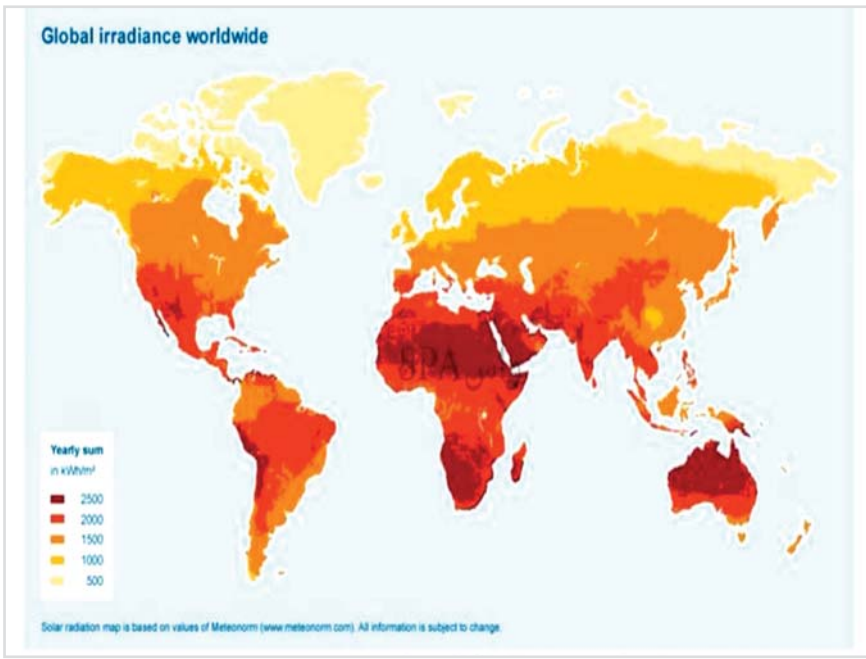 Global irradiance worldwide
SPA
Yearly sum
in kWh/m²
2500
2000
1500
1000
500
Solar radiation map is based on values of Meteonorm (www.meteonorm.com). All information is subject to change.